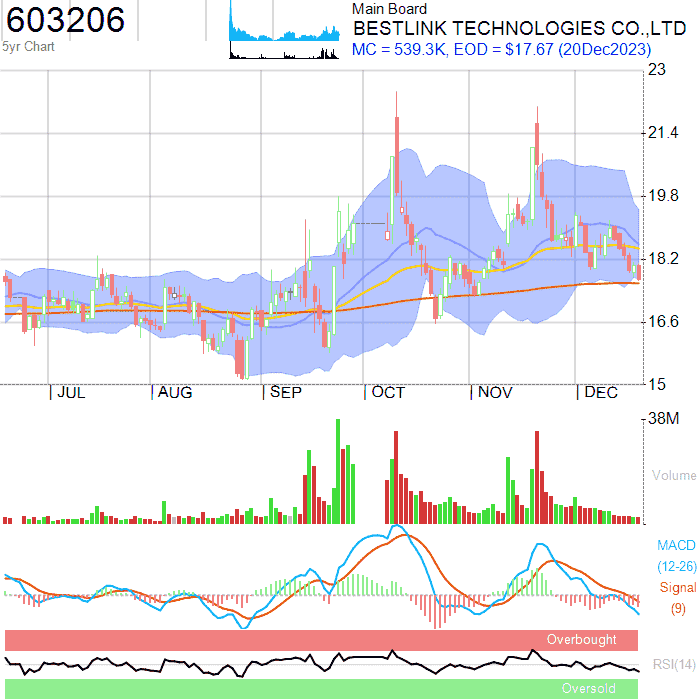 603206
5yr Chart
Main Board
BESTLINK TECHNOLOGIES CO.,LTD
MC = 539.3K, EOD = $17.67 (20Dec2023)
23
21.4
19.8
18.2
16.6
15
JUL AUG SEP OCT NOV DEC
38M
Volume
MACD
(12-26)
Signal
(9)
Overbought
RSI(14)
Oversold